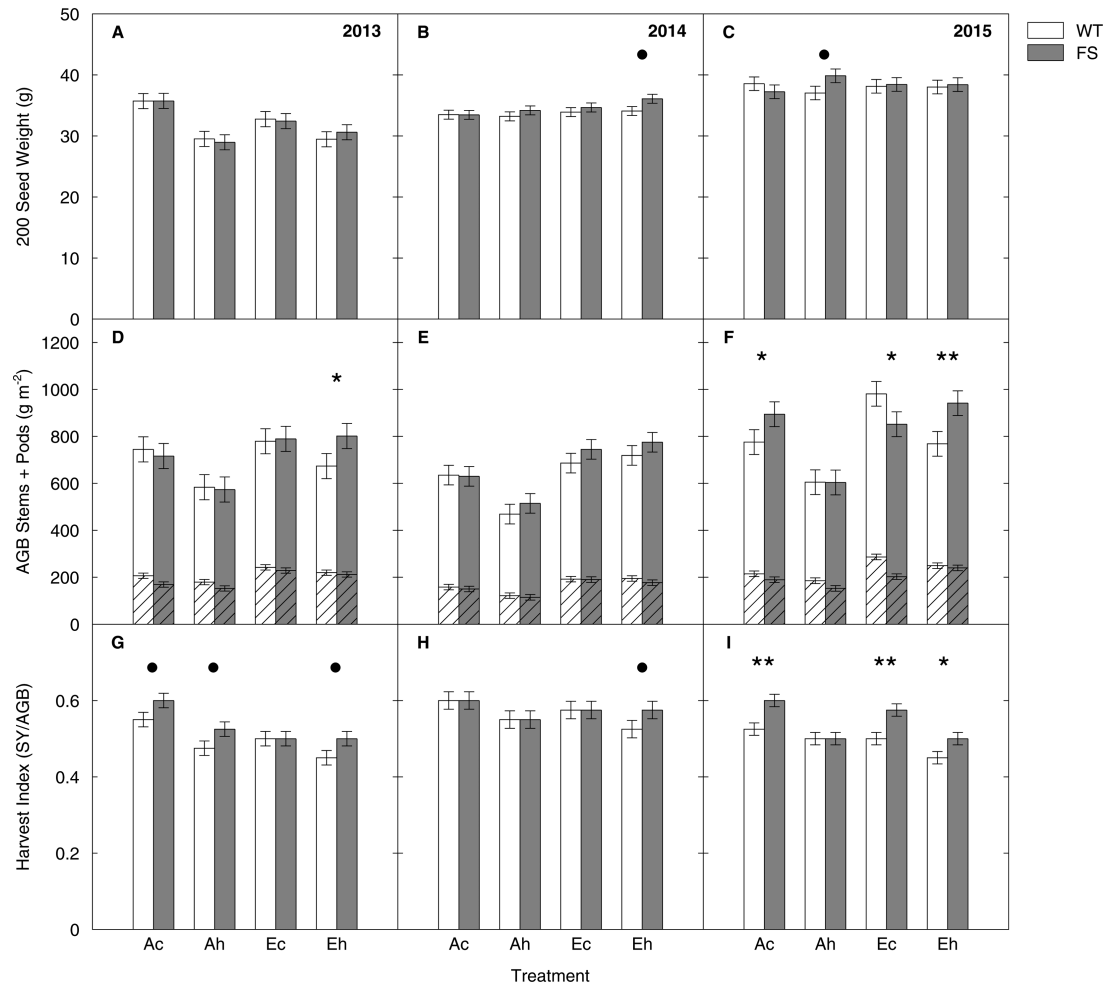 A 2013
B 2014
C 2015
WT
FS
50
40
30
20
10
0
200 Seed Weight (g)
D
E
F
* * **
*
1200
1000
800
600
400
200
0
AGB Stems + Pods (g m-2)
G
H
I
** ** *
0.6
0.4
0.2
0
Harvest Index (SY/AGB)
Ac Ah Ec Eh
Ac Ah Ec Eh
Ac Ah Ec Eh
Treatment